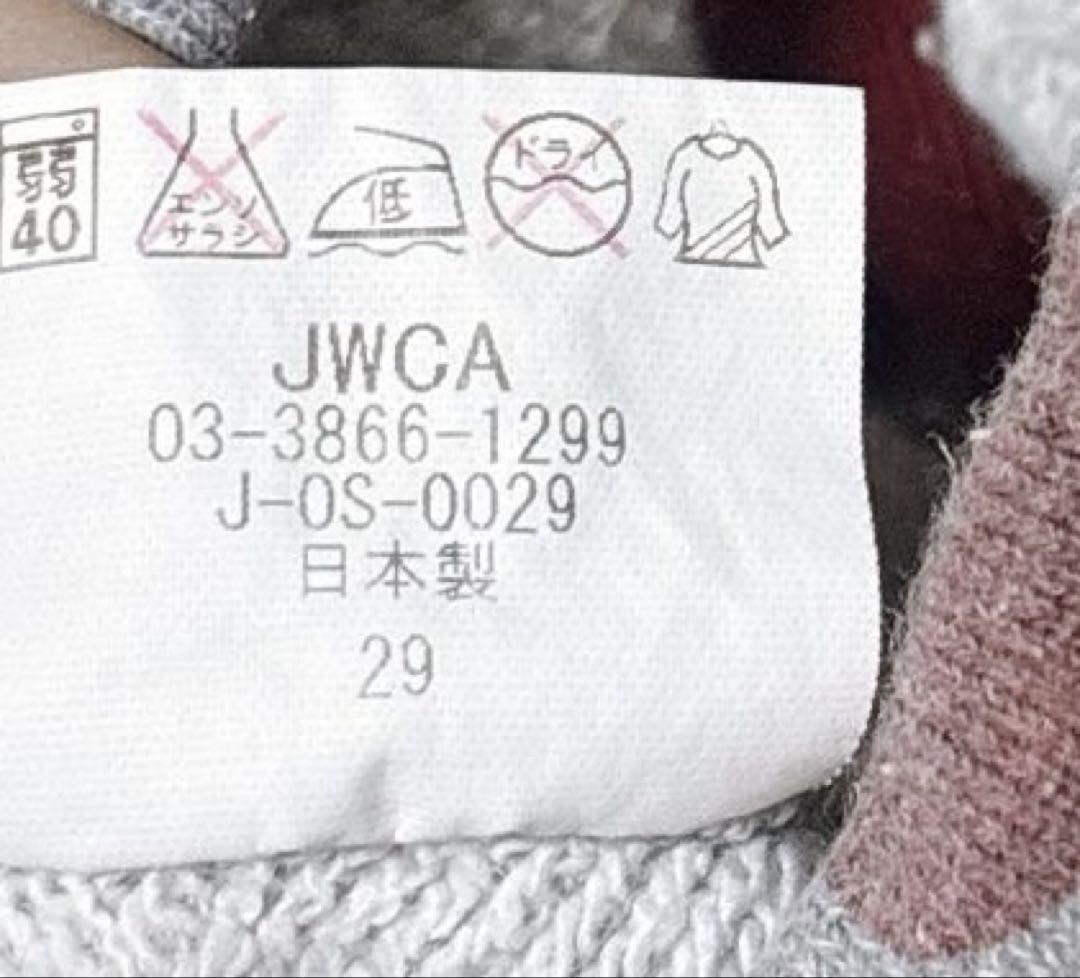 弱
40
エンソ
サラシ
低
ドライ
JWCA
03-3866-1299
J-OS-0029
日本製
29